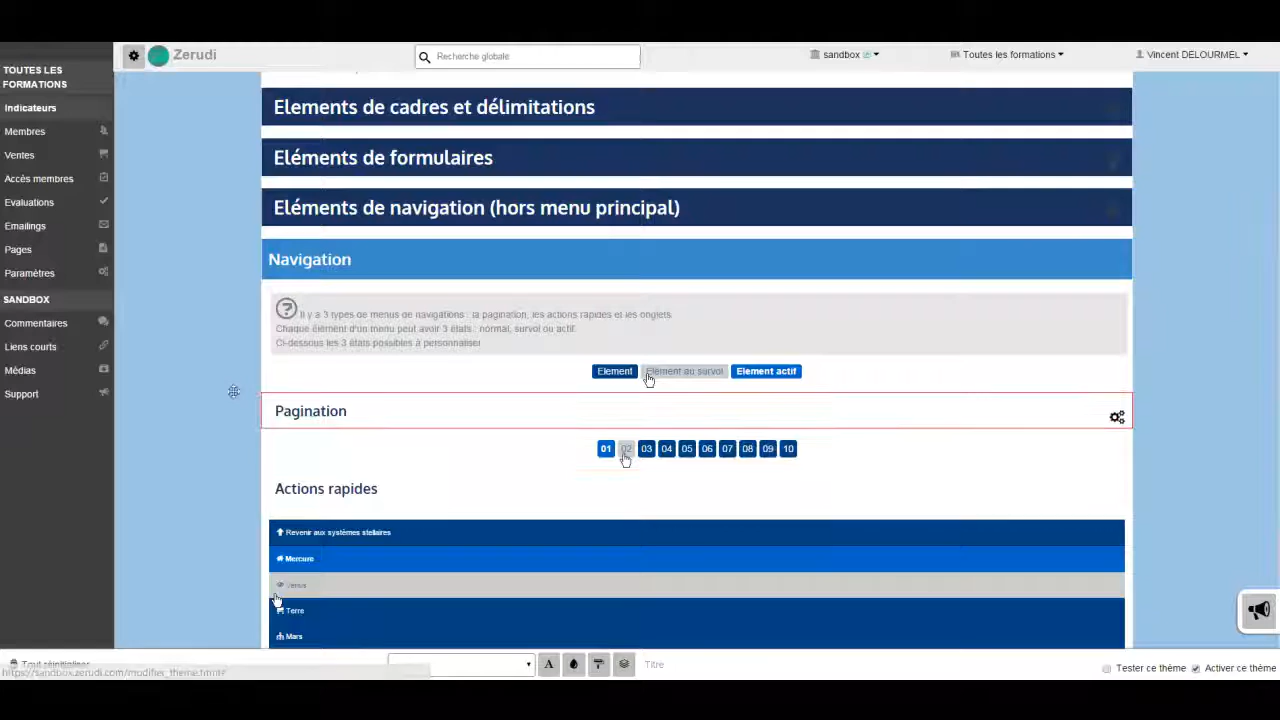 Zerudi
Recherche globale
sandbox
Toutes les formations
Vincent DELOURMEL
TOUTES LES
FORMATIONS
Indicateurs
Membres
Ventes
Accès membres
Evaluations
Emailings
Pages
Paramètres
SANDBOX
Commentaires
Liens courts
Médias
Support
Elements de cadres et délimitations
Eléments de formulaires
Eléments de navigation (hors menu principal)
Navigation
Il y a 3 types de menus de navigations : la pagination, les actions rapides et les onglets.
Chaque élément d'un menu peut avoir 3 états : normal, survol ou actif.
Ci-dessous les 3 états possibles à personnaliser
Element Element au survol Element actif
Pagination
01 02 03 04 05 06 07 08 09 10
Actions rapides
Revenir aux systèmes stellaires
Mercure
Venus
Terre
Mars
Tout réinitialiser
A
Titre
Tester ce thème
Activer ce thème